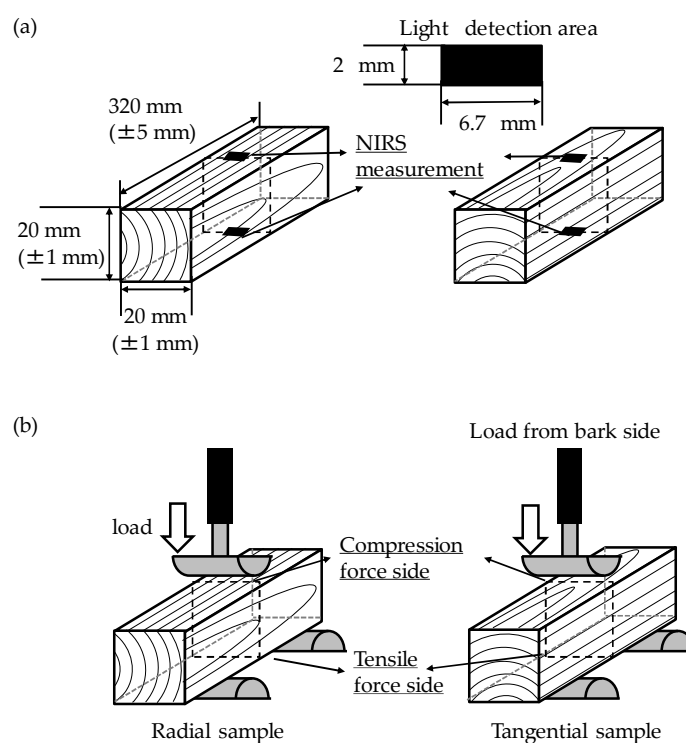 (a)
Light detection area
2 mm
6.7 mm
320 mm
(±5 mm)
NIRS
measurement
20 mm
(±1 mm)
20 mm
(±1 mm)
(b)
Load from bark side
load
Compression
force side
Tensile
force side
Radial sample
Tangential sample